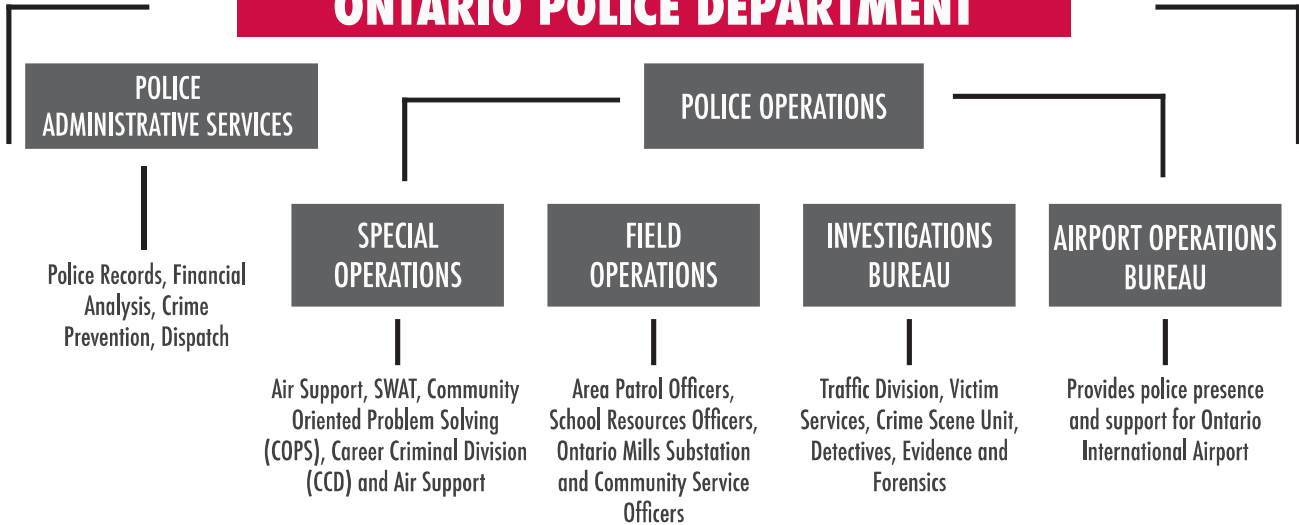 ONTARIO POLICE DEPARTMENT
POLICE
ADMINISTRATIVE SERVICES
Police Records, Financial
Analysis, Crime
Prevention, Dispatch
POLICE OPERATIONS
SPECIAL
OPERATIONS
Air Support, SWAT, Community
Oriented Problem Solving
(COPS), Career Criminal Division
(CCD) and Air Support
FIELD
OPERATIONS
Area Patrol Officers,
School Resources Officers,
Ontario Mills Substation
and Community Service
Officers
INVESTIGATIONS
BUREAU
Traffic Division, Victim
Services, Crime Scene Unit,
Detectives, Evidence and
Forensics
AIRPORT OPERATIONS
BUREAU
Provides police presence
and support for Ontario
International Airport